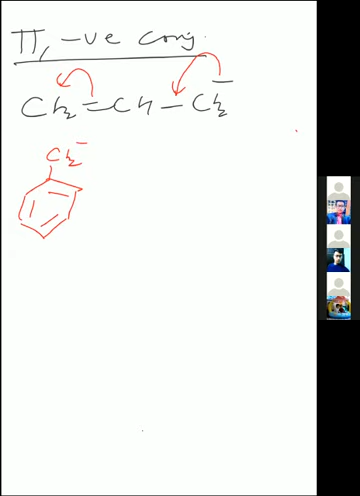 π, -ve conj.
CH₂=CH-CH₂⁻
CH₂⁻